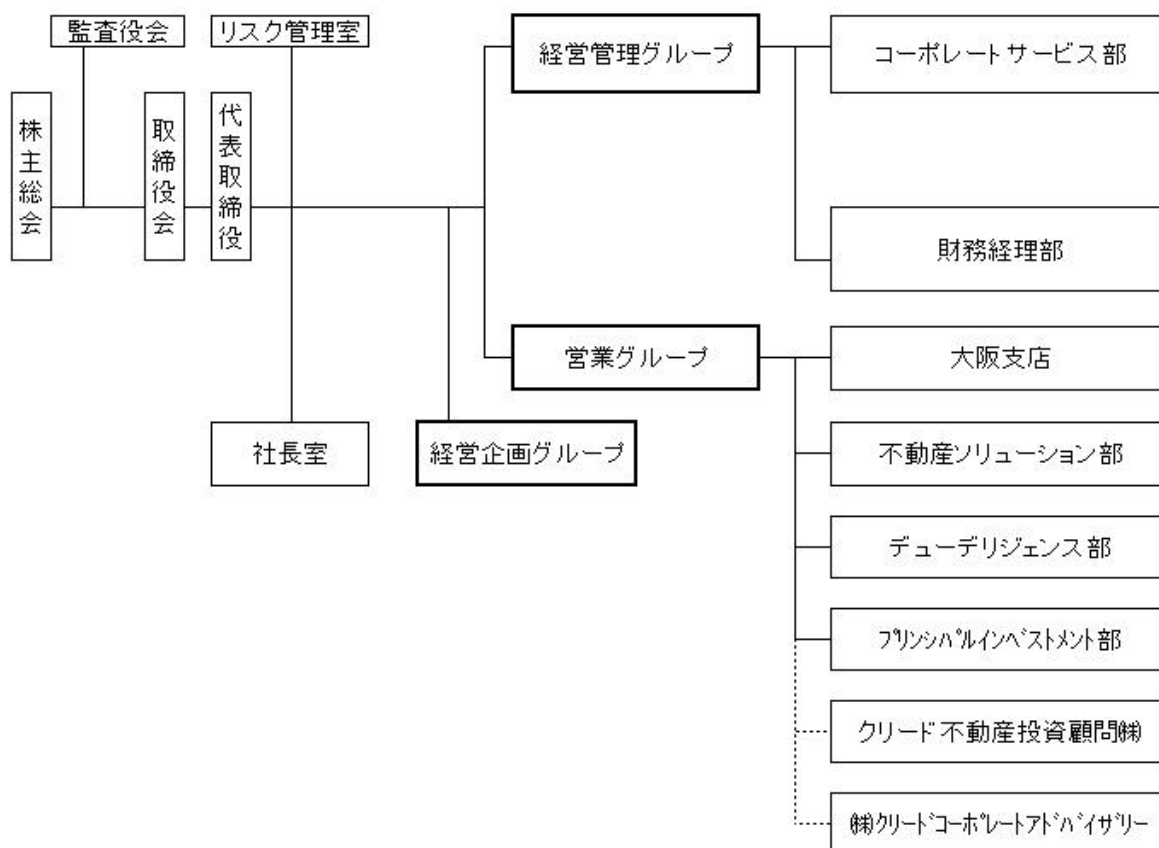 監査役会
リスク管理室
経営管理グループ
コーポレートサービス部
株主総会
取締役会
代表取締役
財務経理部
営業グループ
大阪支店
社長室
経営企画グループ
不動産ソリューション部
デューデリジェンス部
プリンシパルインベストメント部
クリード不動産投資顧問㈱
㈱クリードコーポレートアドバイザリー